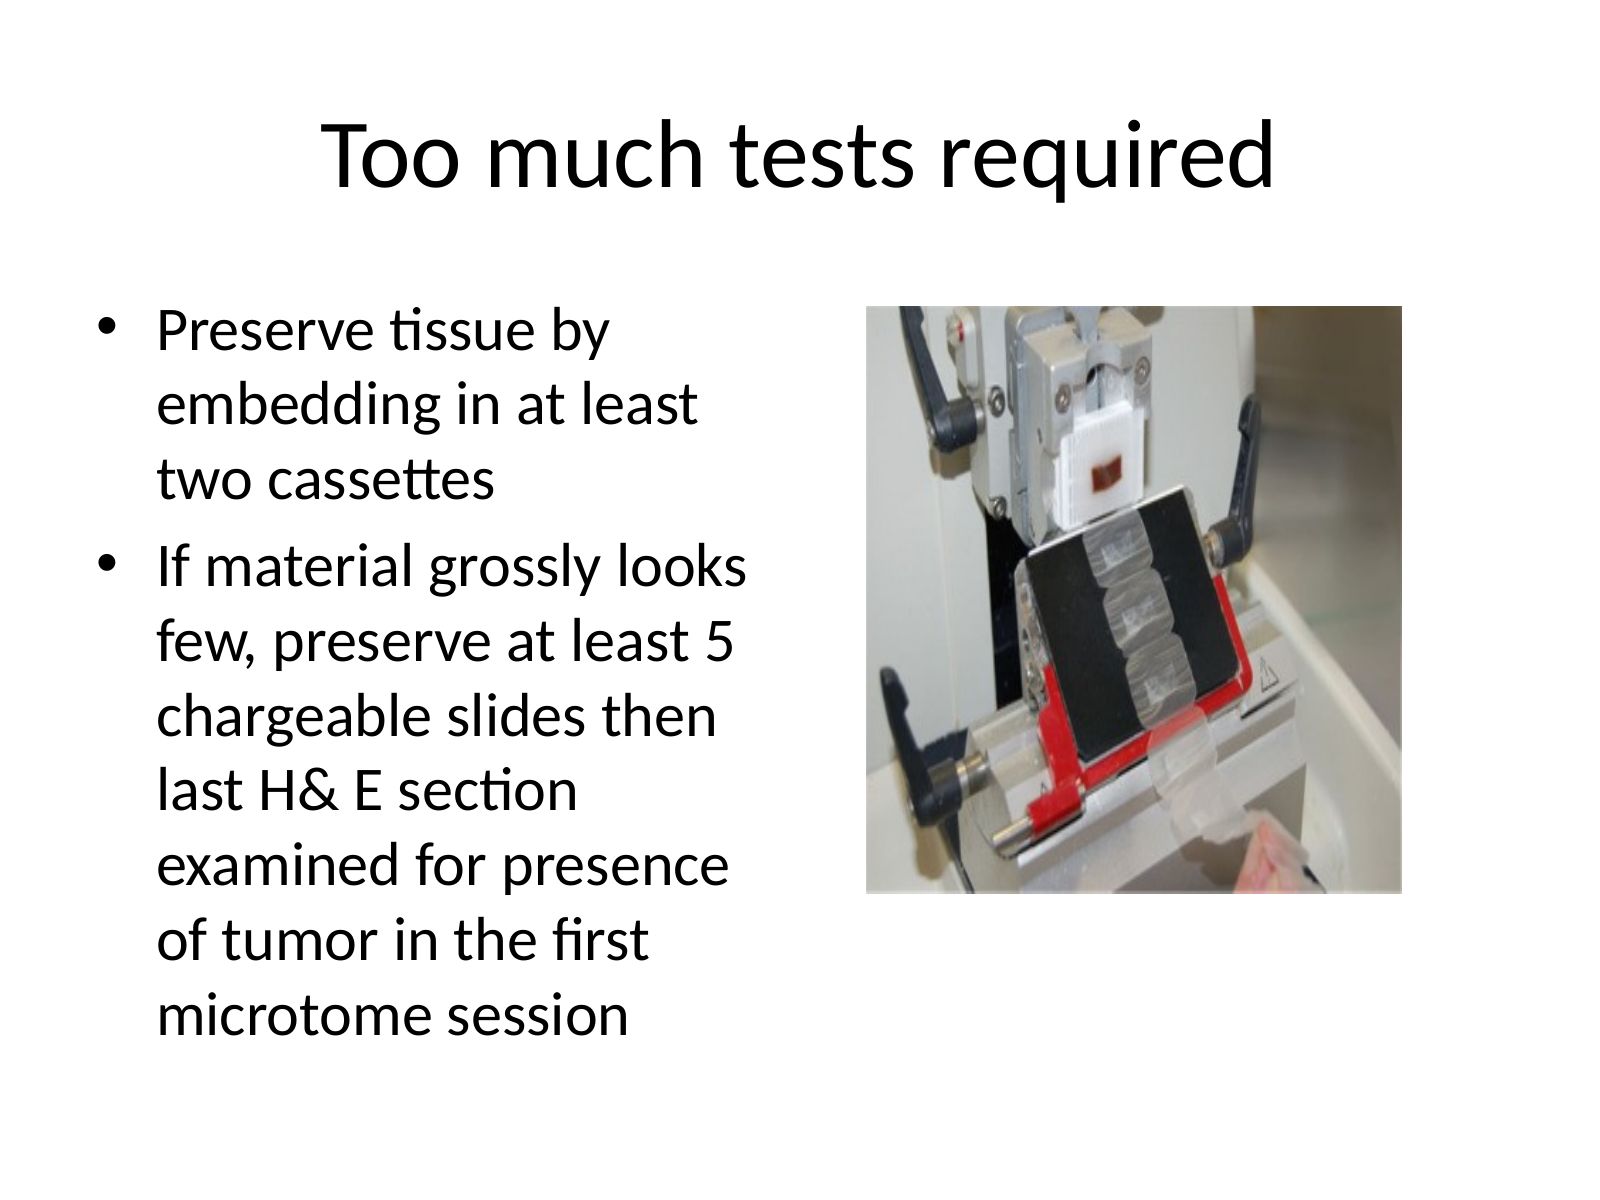 Too much tests required
• Preserve tissue by
embedding in at least
two cassettes
• If material grossly looks
few, preserve at least 5
chargeable slides then
last H& E section
examined for presence
of tumor in the first
microtome session